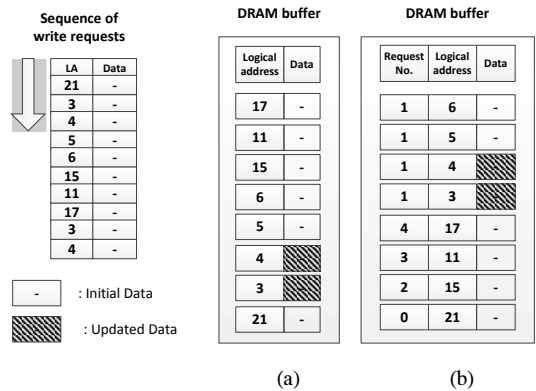 Sequence of
write requests
LA Data
21 -
3 -
4 -
5 -
6 -
15 -
11 -
17 -
3 -
4 -
- : Initial Data
: Updated Data
DRAM buffer
Logical
address Data
17 -
11 -
15 -
6 -
5 -
4
3
21 -
(a)
DRAM buffer
Request
No. Logical
address Data
1 6 -
1 5 -
1 4 -
1 3 -
4 17 -
3 11 -
2 15 -
0 21 -
(b)